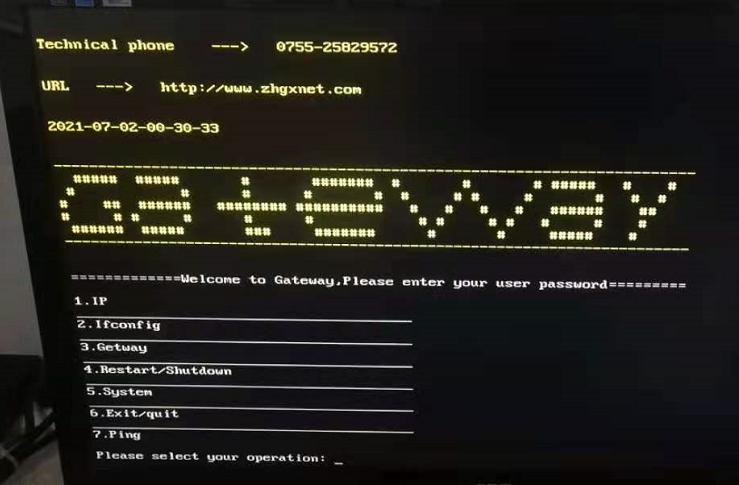 Technical phone ---> 0755-25829572
URL ---> http://www.zhgxnet.com
2021-07-02-00-30-33
Gateway
=============Welcome to Gateway,Please enter your user password=========
1.IP
2.Ifconfig
3.Getway
4.Restart/Shutdown
5.System
6.Exit/quit
7.Ping
Please select your operation: _